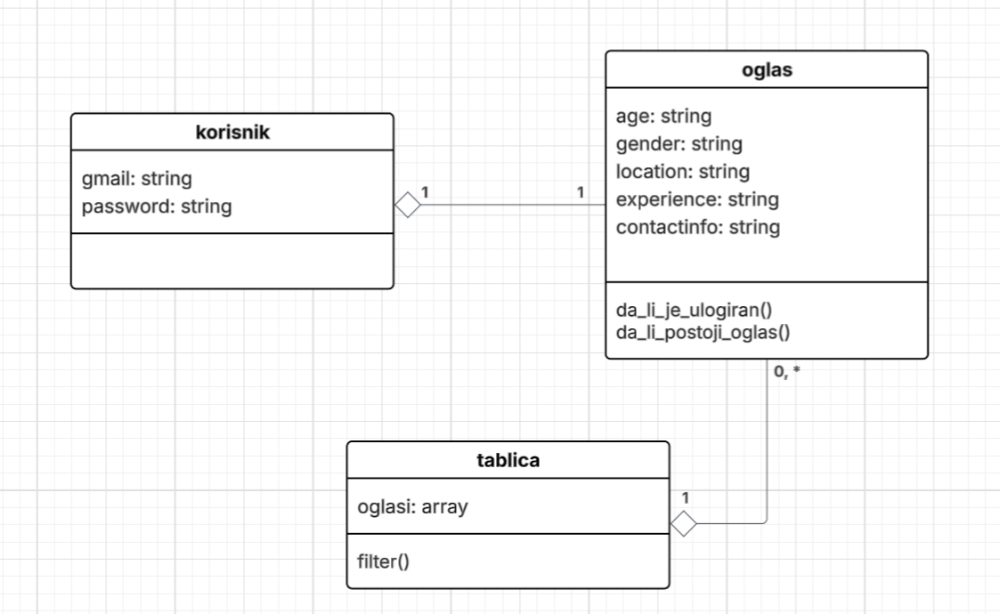 korisnik
gmail: string
password: string
1
1
oglas
age: string
gender: string
location: string
experience: string
contactinfo: string
da_li_je_ulogiran()
da_li_postoji_oglas()
0, *
tablica
oglasi: array
filter()
1